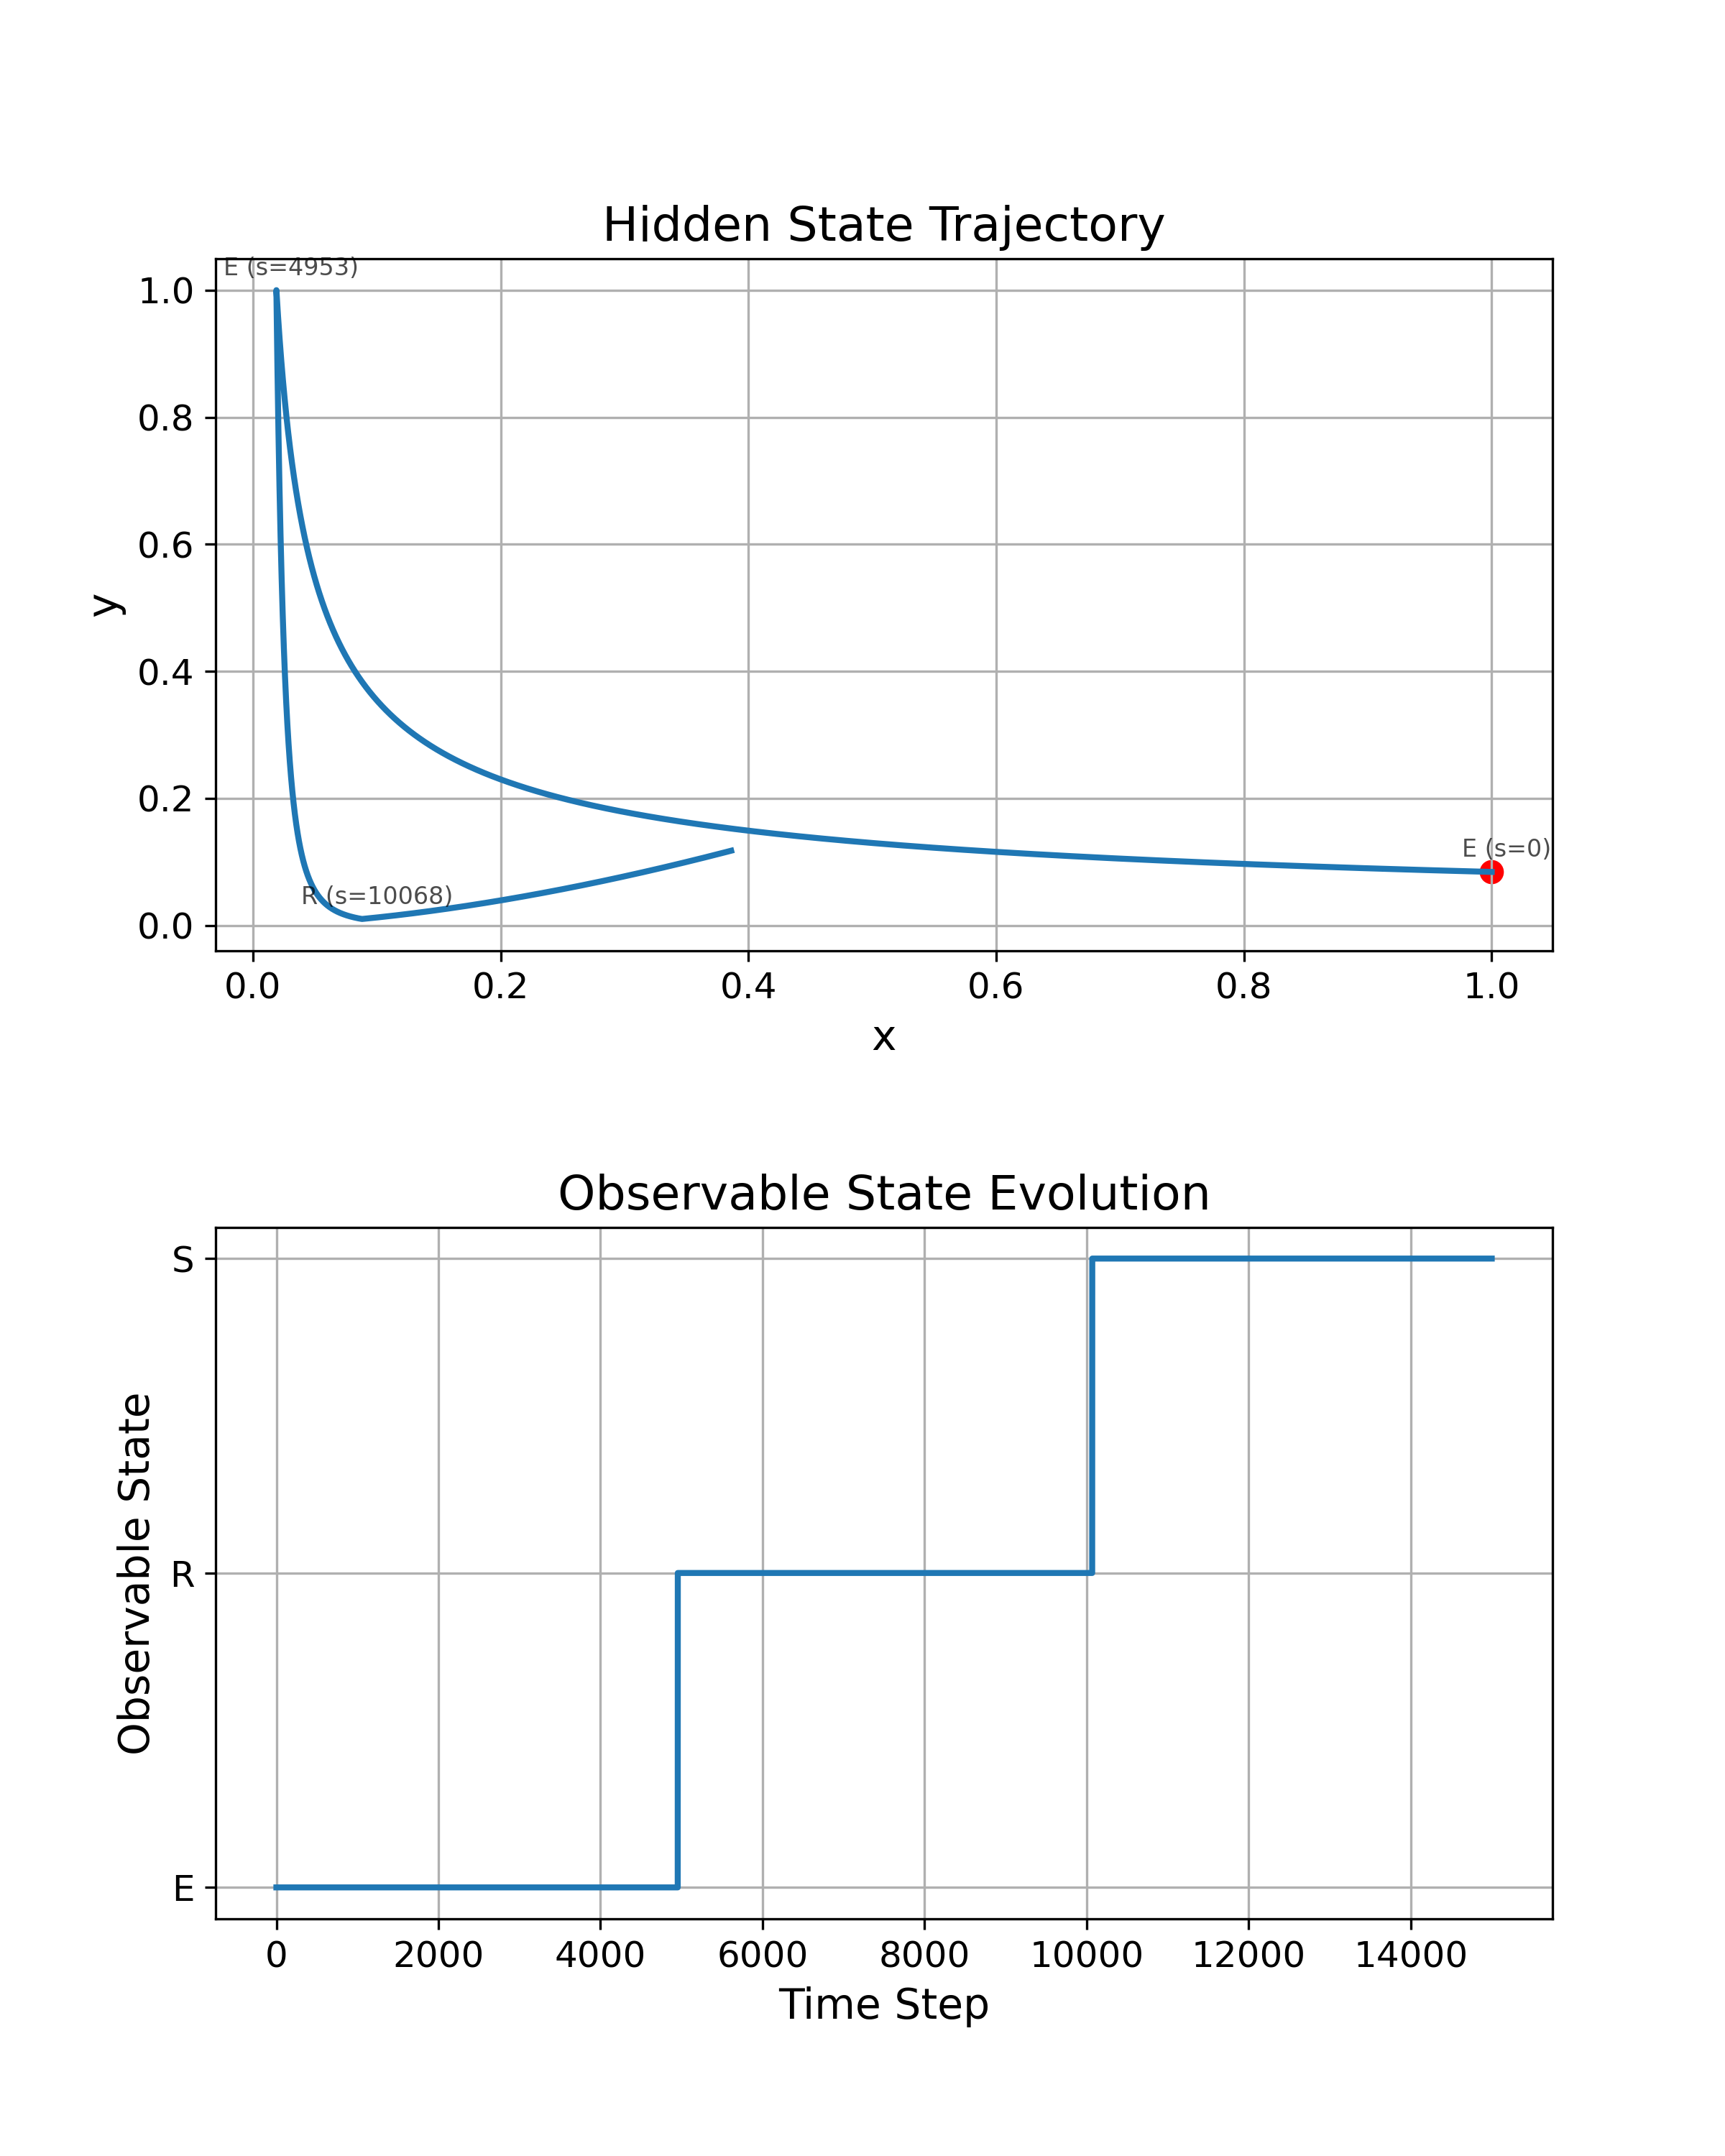 Hidden State Trajectory
E (s=4953)
1.0
0.8
0.6
0.4
0.2
0.0
y
E (s=0)
R (s=10068)
0.0 0.2 0.4 0.6 0.8 1.0
x
Observable State Evolution
S
R
E
Observable State
0 2000 4000 6000 8000 10000 12000 14000
Time Step